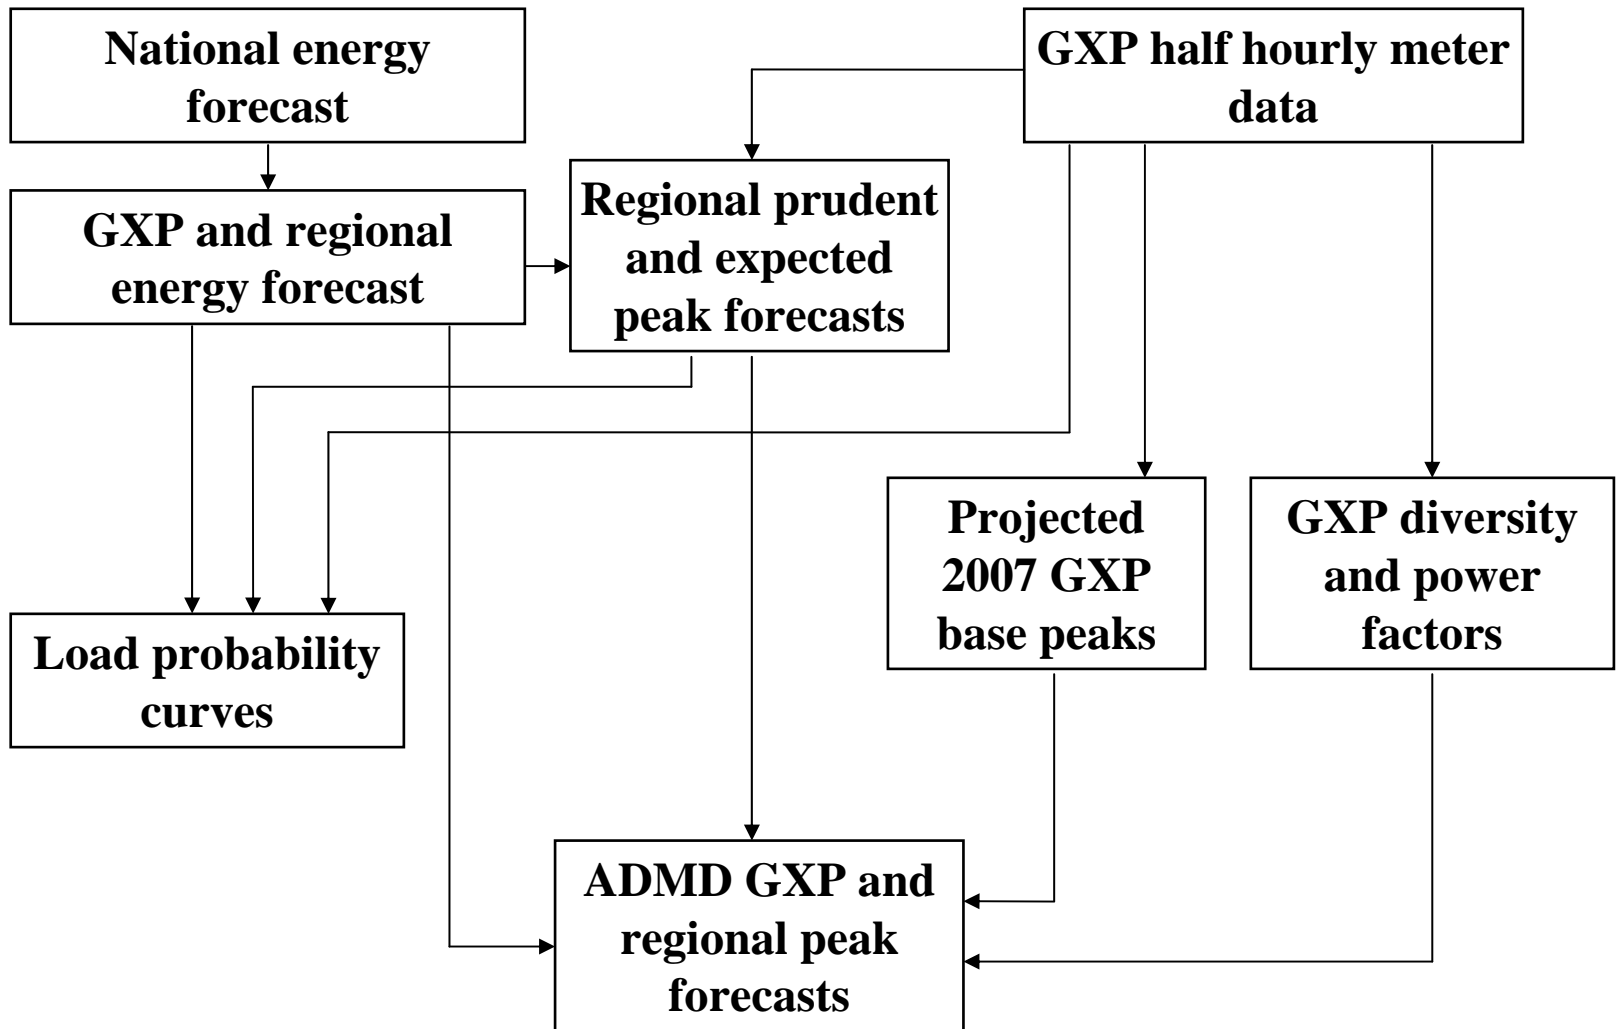 National energy
forecast
GXP half hourly meter
data
GXP and regional
energy forecast
Regional prudent
and expected
peak forecasts
Projected
2007 GXP
base peaks
GXP diversity
and power
factors
Load probability
curves
ADMD GXP and
regional peak
forecasts